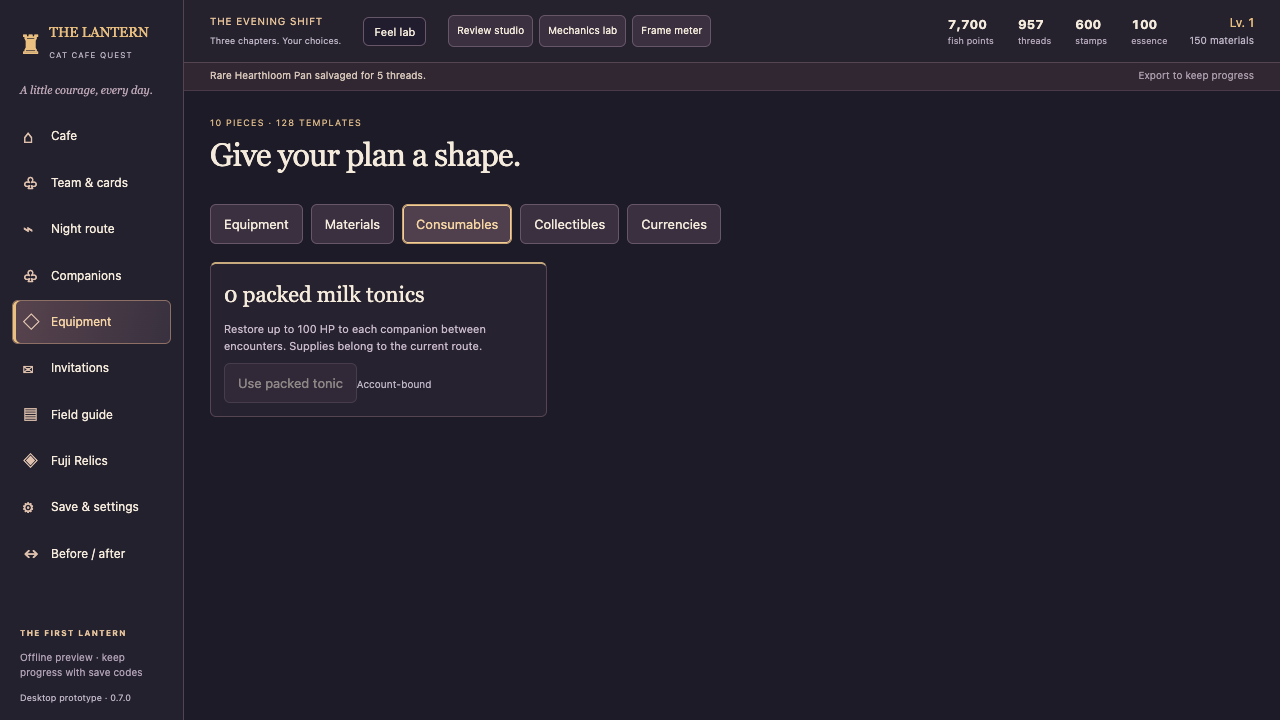 THE LANTERN
CAT CAFE QUEST
A little courage, every day.
Cafe
Team & cards
Night route
Companions
Equipment
Invitations
Field guide
Fuji Relics
Save & settings
Before / after
THE FIRST LANTERN
Offline preview · keep
progress with save codes
Desktop prototype · 0.7.0
THE EVENING SHIFT
Three chapters. Your choices.
Feel lab
Review studio
Mechanics lab
Frame meter
7,700
fish points
957
threads
600
stamps
100
essence
Lv. 1
150 materials
Rare Hearthloom Pan salvaged for 5 threads.
Export to keep progress
10 PIECES · 128 TEMPLATES
Give your plan a shape.
Equipment
Materials
Consumables
Collectibles
Currencies
0 packed milk tonics
Restore up to 100 HP to each companion between
encounters. Supplies belong to the current route.
Use packed tonic
Account-bound